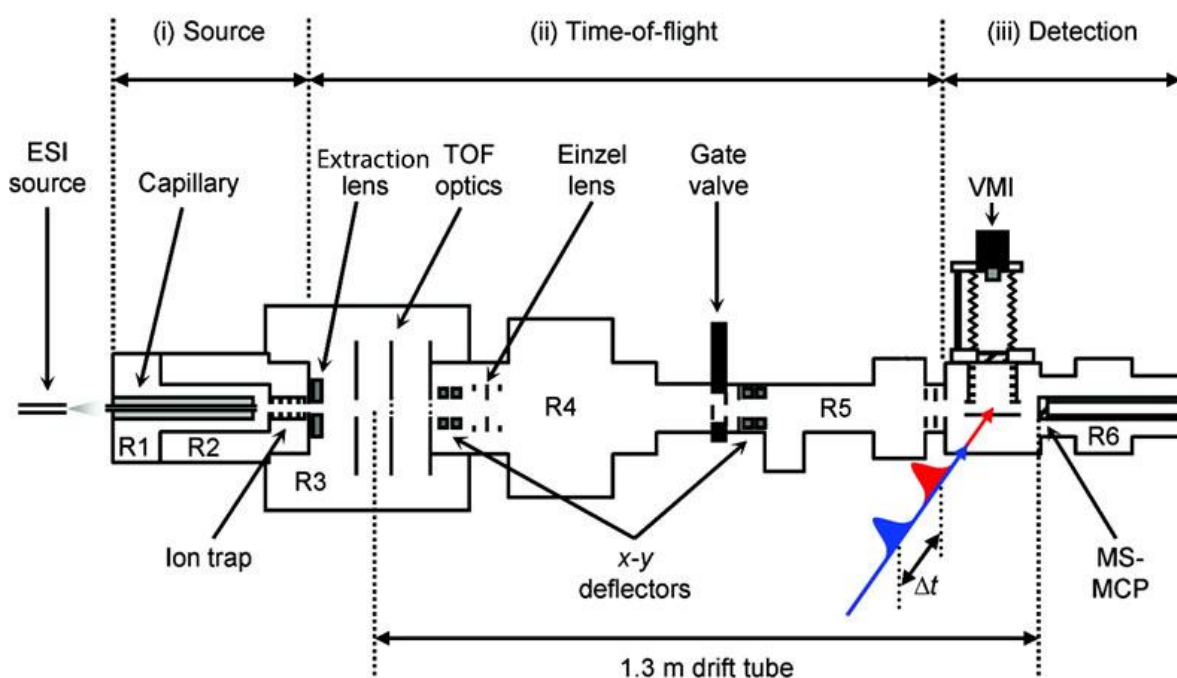 (i) Source
(ii) Time-of-flight
(iii) Detection
ESI
source
Capillary
Extraction
lens
TOF
optics
Einzel
lens
Gate
valve
VMI
R1
R2
R3
R4
R5
R6
Ion trap
x-y
deflectors
Δt
MS-
MCP
1.3 m drift tube